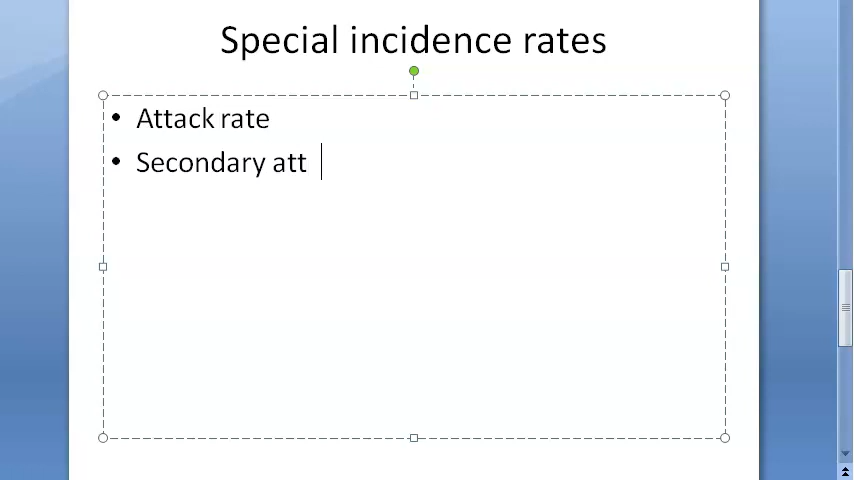 Special incidence rates
• Attack rate
• Secondary att